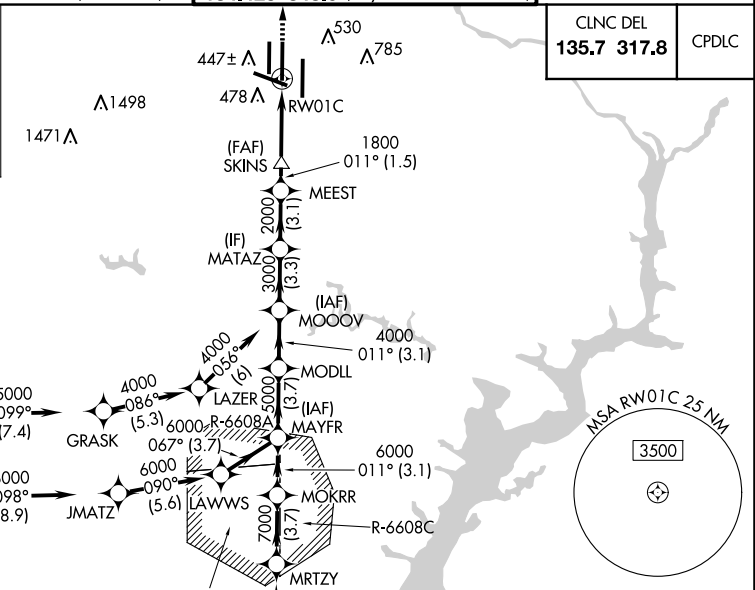 CLNC DEL
135.7 317.8
CPDLC
530
447±
785
478
RW01C
1498
1471
(FAF)
SKINS
1800
011° (1.5)
MEEST
2000
(3.1)
(IF)
MATAZ
3000
(3.3)
(IAF)
MOOOV
4000
011° (3.1)
4000
056°
(6)
MODLL
LAZER
5000
(3.7)
5000
099°
(7.4)
4000
086°
(5.3)
GRASK
(IAF)
MAYFR
R-6608A
6000
067° (3.7)
6000
011° (3.1)
098°
8.9)
6000
090°
(5.6)
JMATZ
LAWWS
MOKRR
7000
(3.7)
R-6608C
MRTZY
MSA RW01C 25 NM
3500